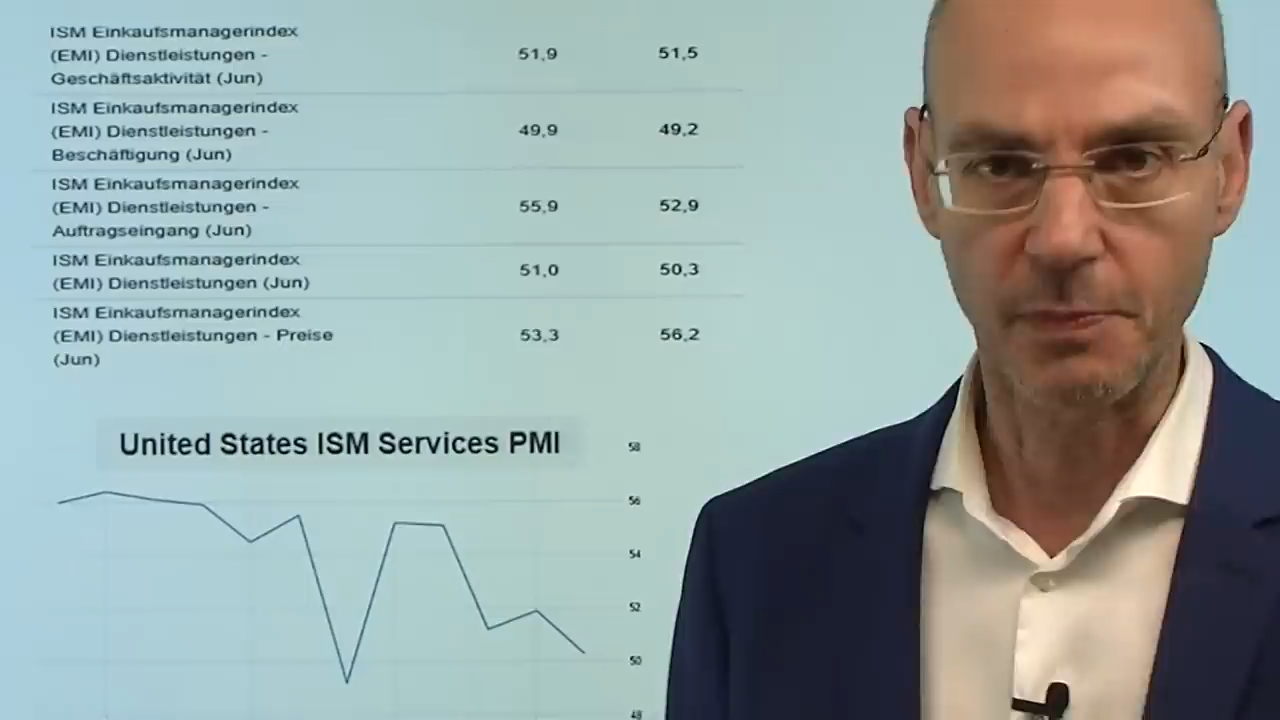 ISM Einkaufsmanagerindex
(EMI) Dienstleistungen -
Geschäftsaktivität (Jun)
51,9
51,5
ISM Einkaufsmanagerindex
(EMI) Dienstleistungen -
Beschäftigung (Jun)
49,9
49,2
ISM Einkaufsmanagerindex
(EMI) Dienstleistungen -
Auftragseingang (Jun)
55,9
52,9
ISM Einkaufsmanagerindex
(EMI) Dienstleistungen (Jun)
51,0
50,3
ISM Einkaufsmanagerindex
(EMI) Dienstleistungen - Preise
(Jun)
53,3
56,2
United States ISM Services PMI
58
56
54
52
50
48